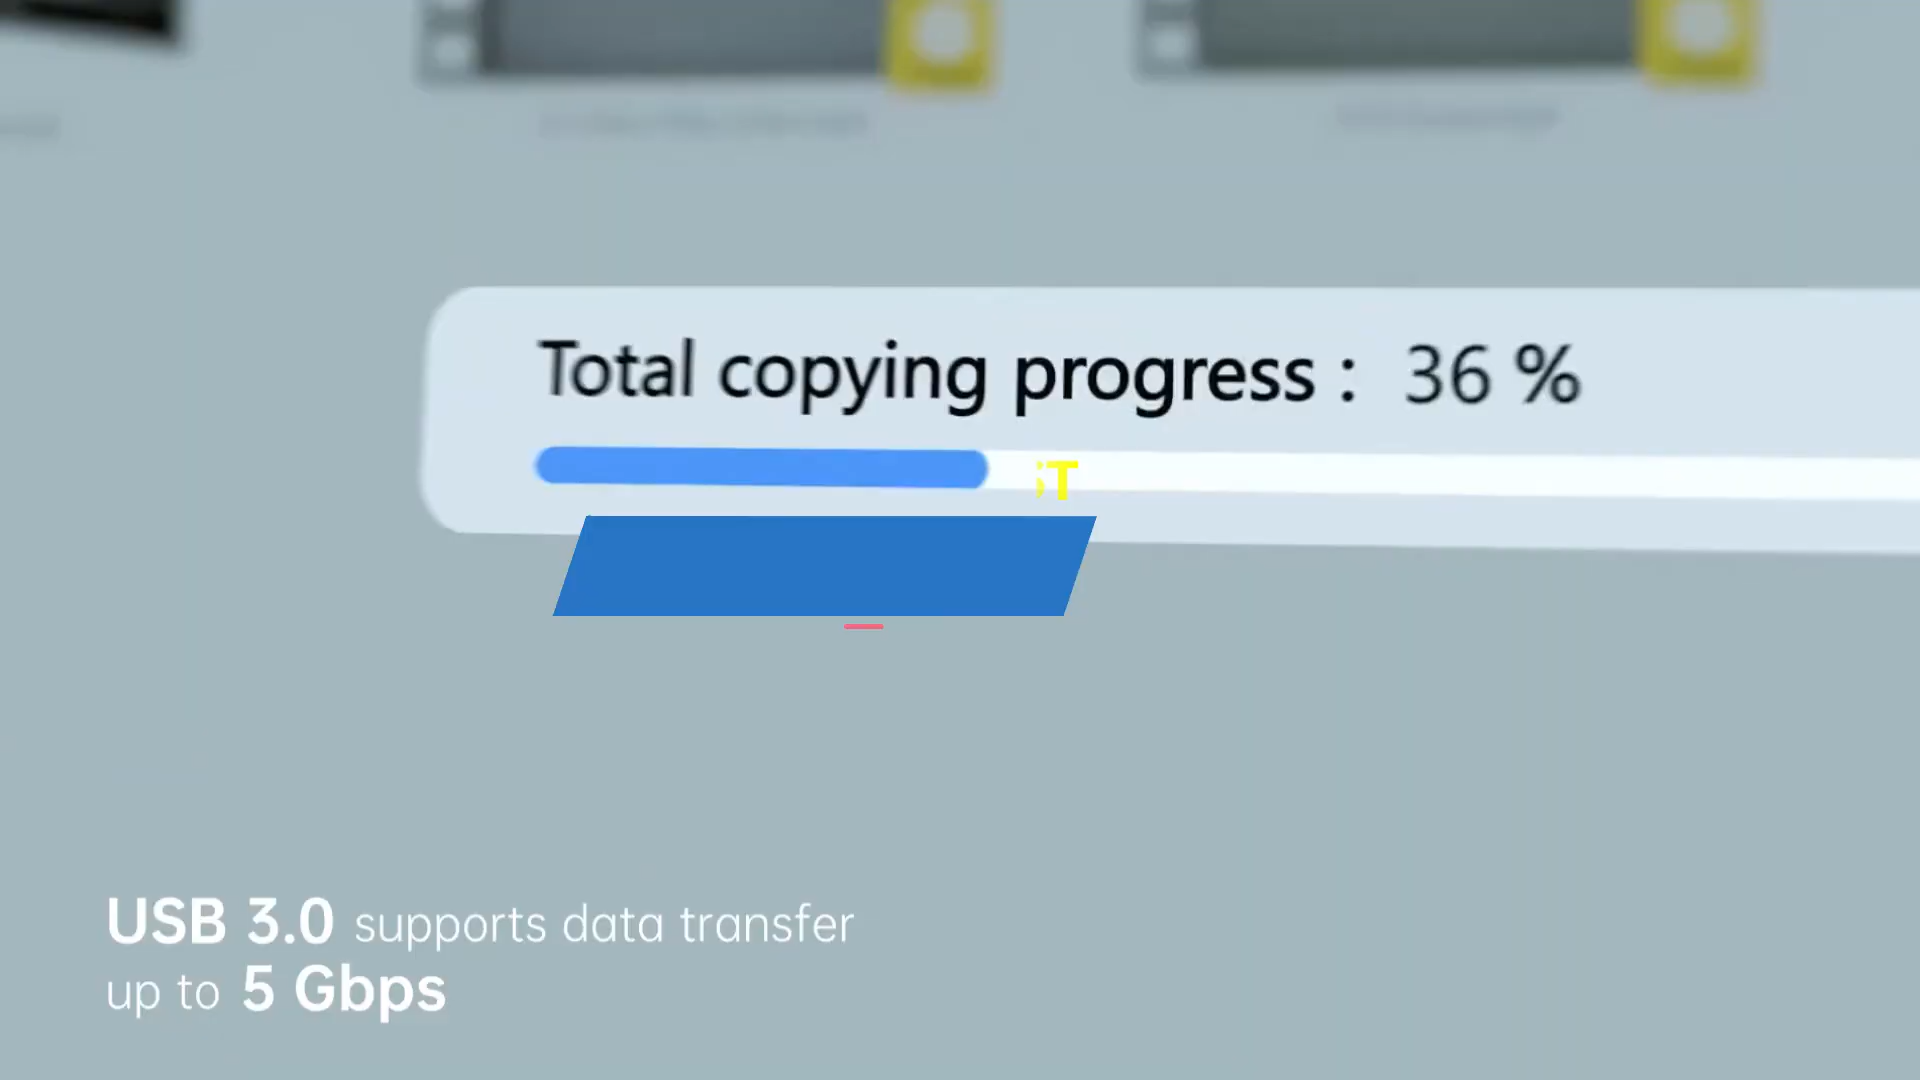 Total copying progress : 36 %
USB 3.0 supports data transfer
up to 5 Gbps